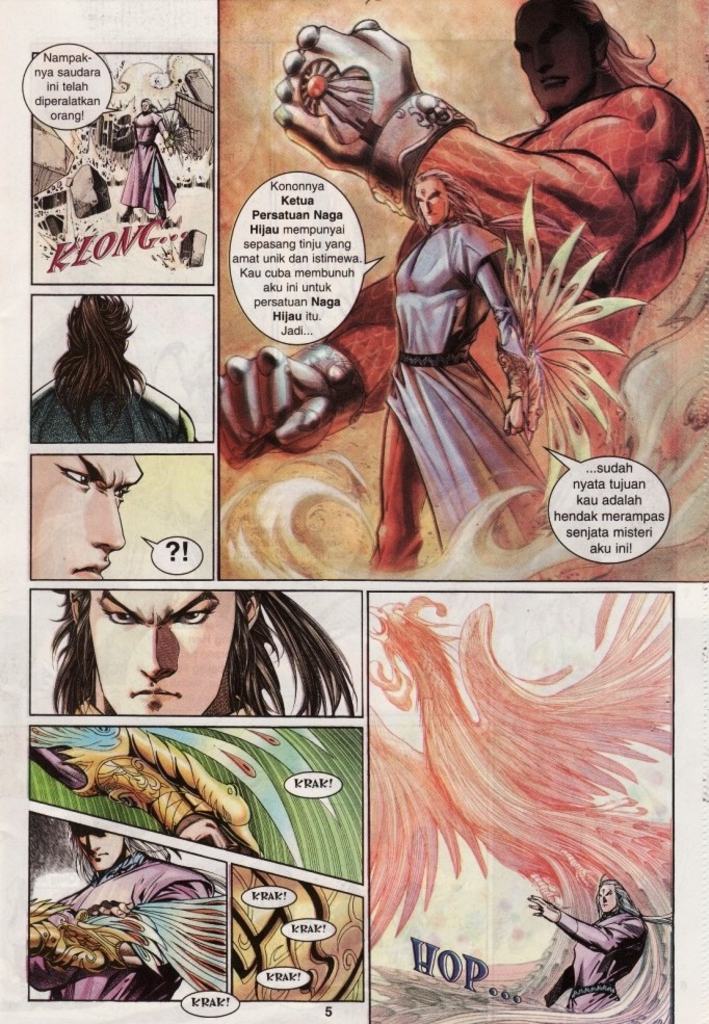 Nampak-
nya saudara
ini telah
diperalatkan
orang!
KLONG...
Kononnya
Ketua
Persatuan Naga
Hijau mempunyai
sepasang tinju yang
amat unik dan istimewa.
Kau cuba membunuh
aku ini untuk
persatuan Naga
Hijau itu.
Jadi...
...sudah
nyata tujuan
kau adalah
hendak merampas
senjata misteri
aku ini!
?!
KRAK!
KRAK!
KRAK!
KRAK!
KRAK!
HOP...
5